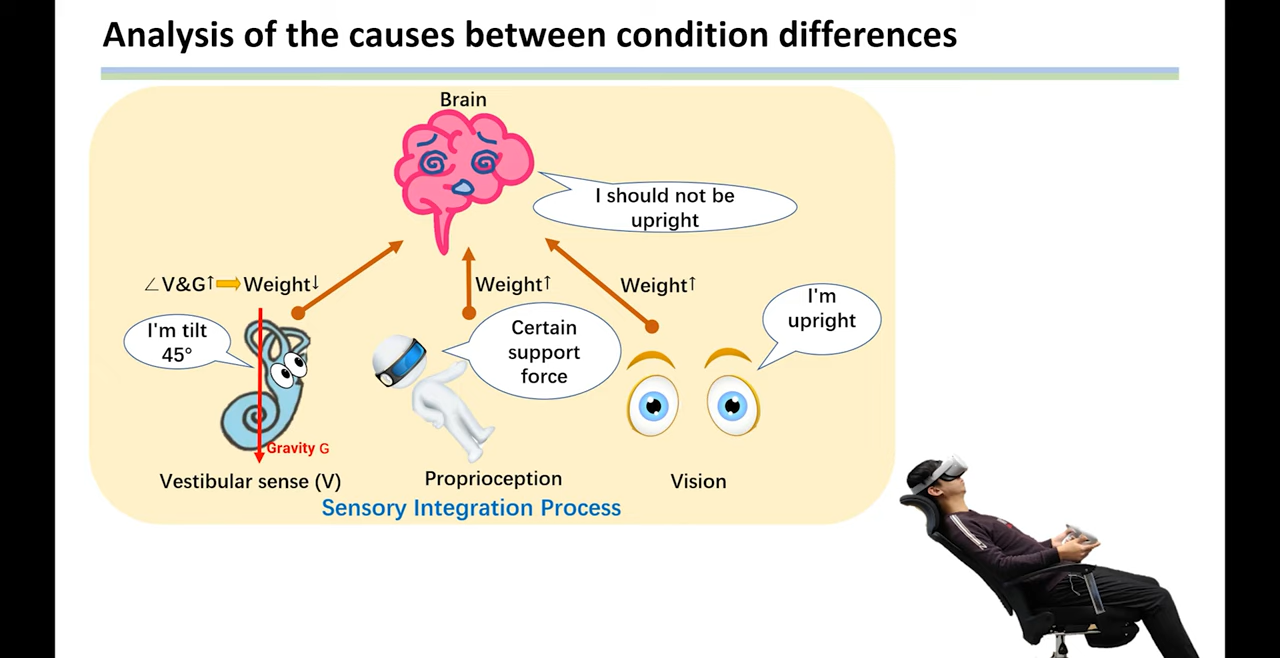 Analysis of the causes between condition differences
Brain
I should not be
upright
∠V&G↑ Weight↓
Weight↑
Weight↑
I'm
upright
I'm tilt
45°
Certain
support
force
Gravity G
Vestibular sense (V)
Proprioception
Vision
Sensory Integration Process